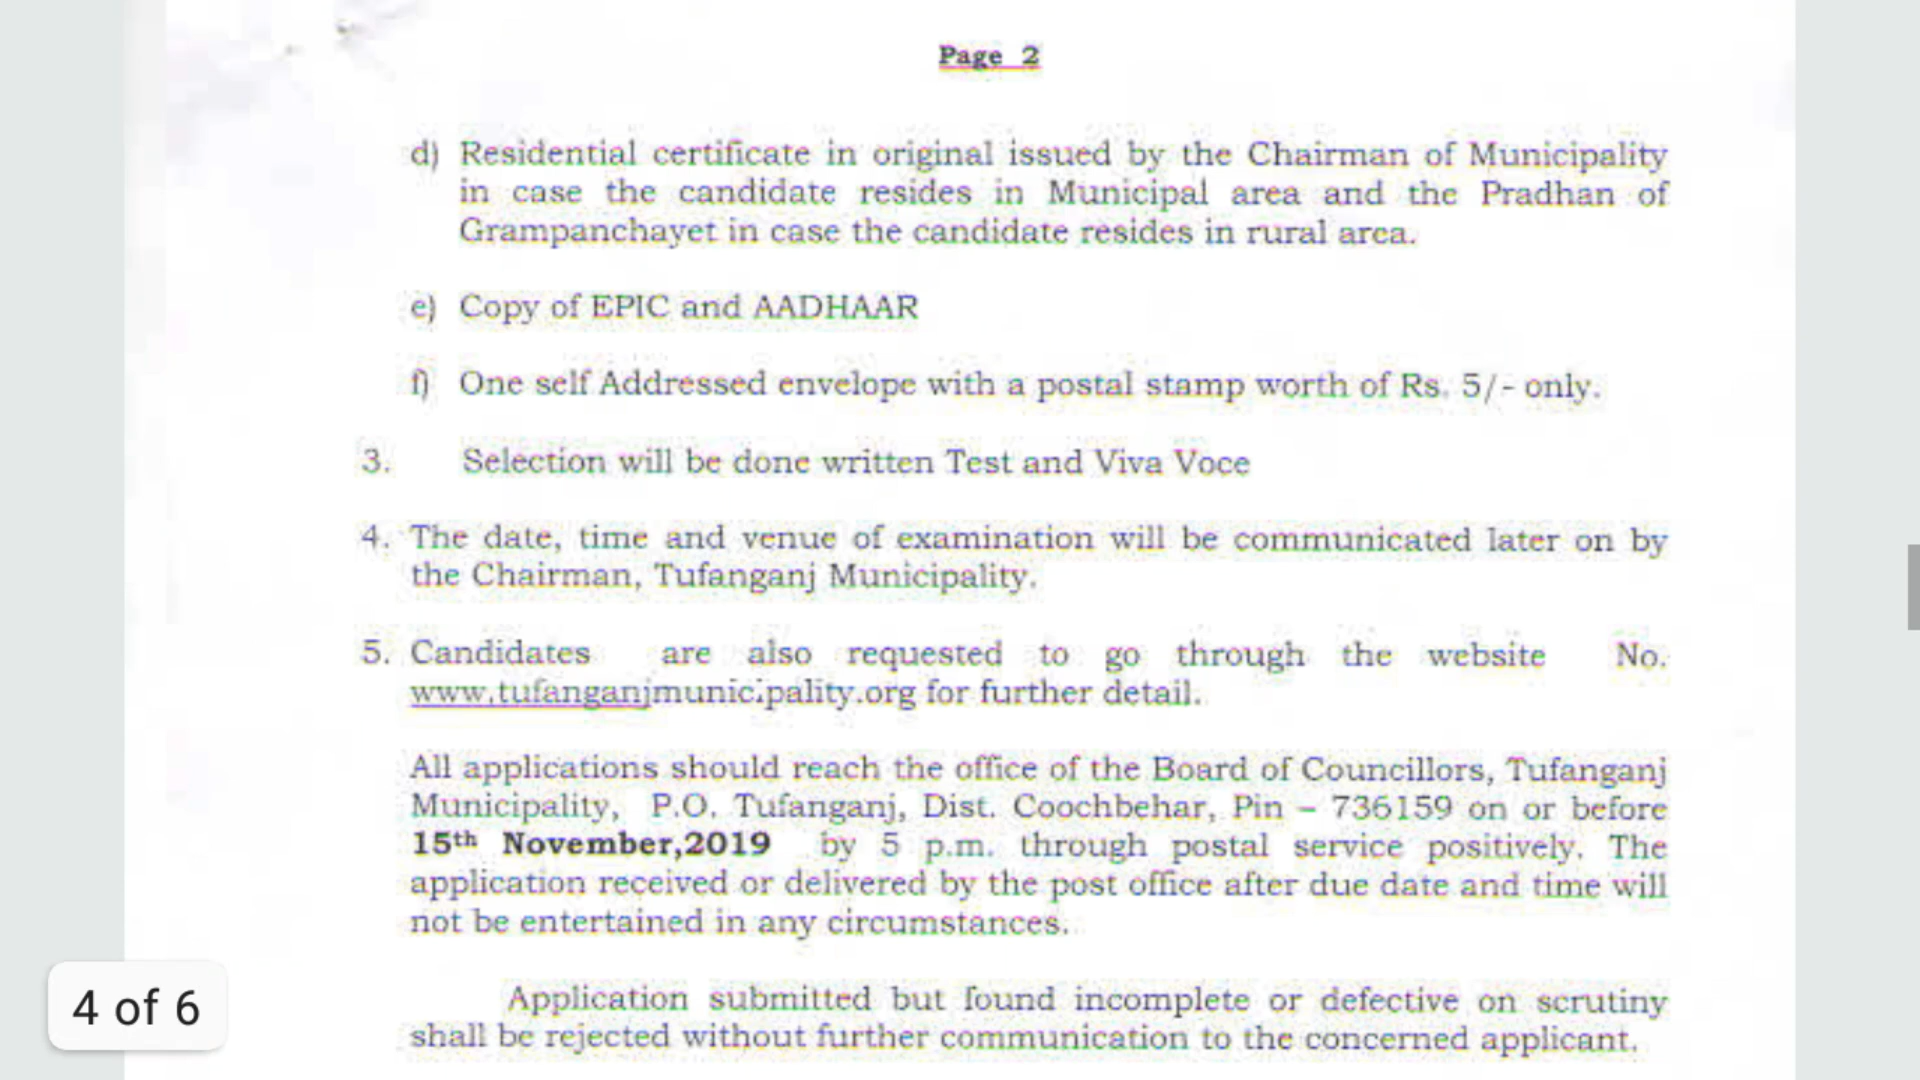 Page 2
d) Residential certificate in original issued by the Chairman of Municipality
in case the candidate resides in Municipal area and the Pradhan of
Grampanchayet in case the candidate resides in rural area.
e) Copy of EPIC and AADHAAR
f) One self Addressed envelope with a postal stamp worth of Rs. 5/- only.
3. Selection will be done written Test and Viva Voce
4. The date, time and venue of examination will be communicated later on by
the Chairman, Tufanganj Municipality.
5. Candidates are also requested to go through the website No.
www.tufanganjmunicipality.org for further detail.
All applications should reach the office of the Board of Councillors, Tufanganj
Municipality, P.O. Tufanganj, Dist. Coochbehar, Pin – 736159 on or before
15th November,2019 by 5 p.m. through postal service positively. The
application received or delivered by the post office after due date and time will
not be entertained in any circumstances.
Application submitted but found incomplete or defective on scrutiny
shall be rejected without further communication to the concerned applicant.
4 of 6